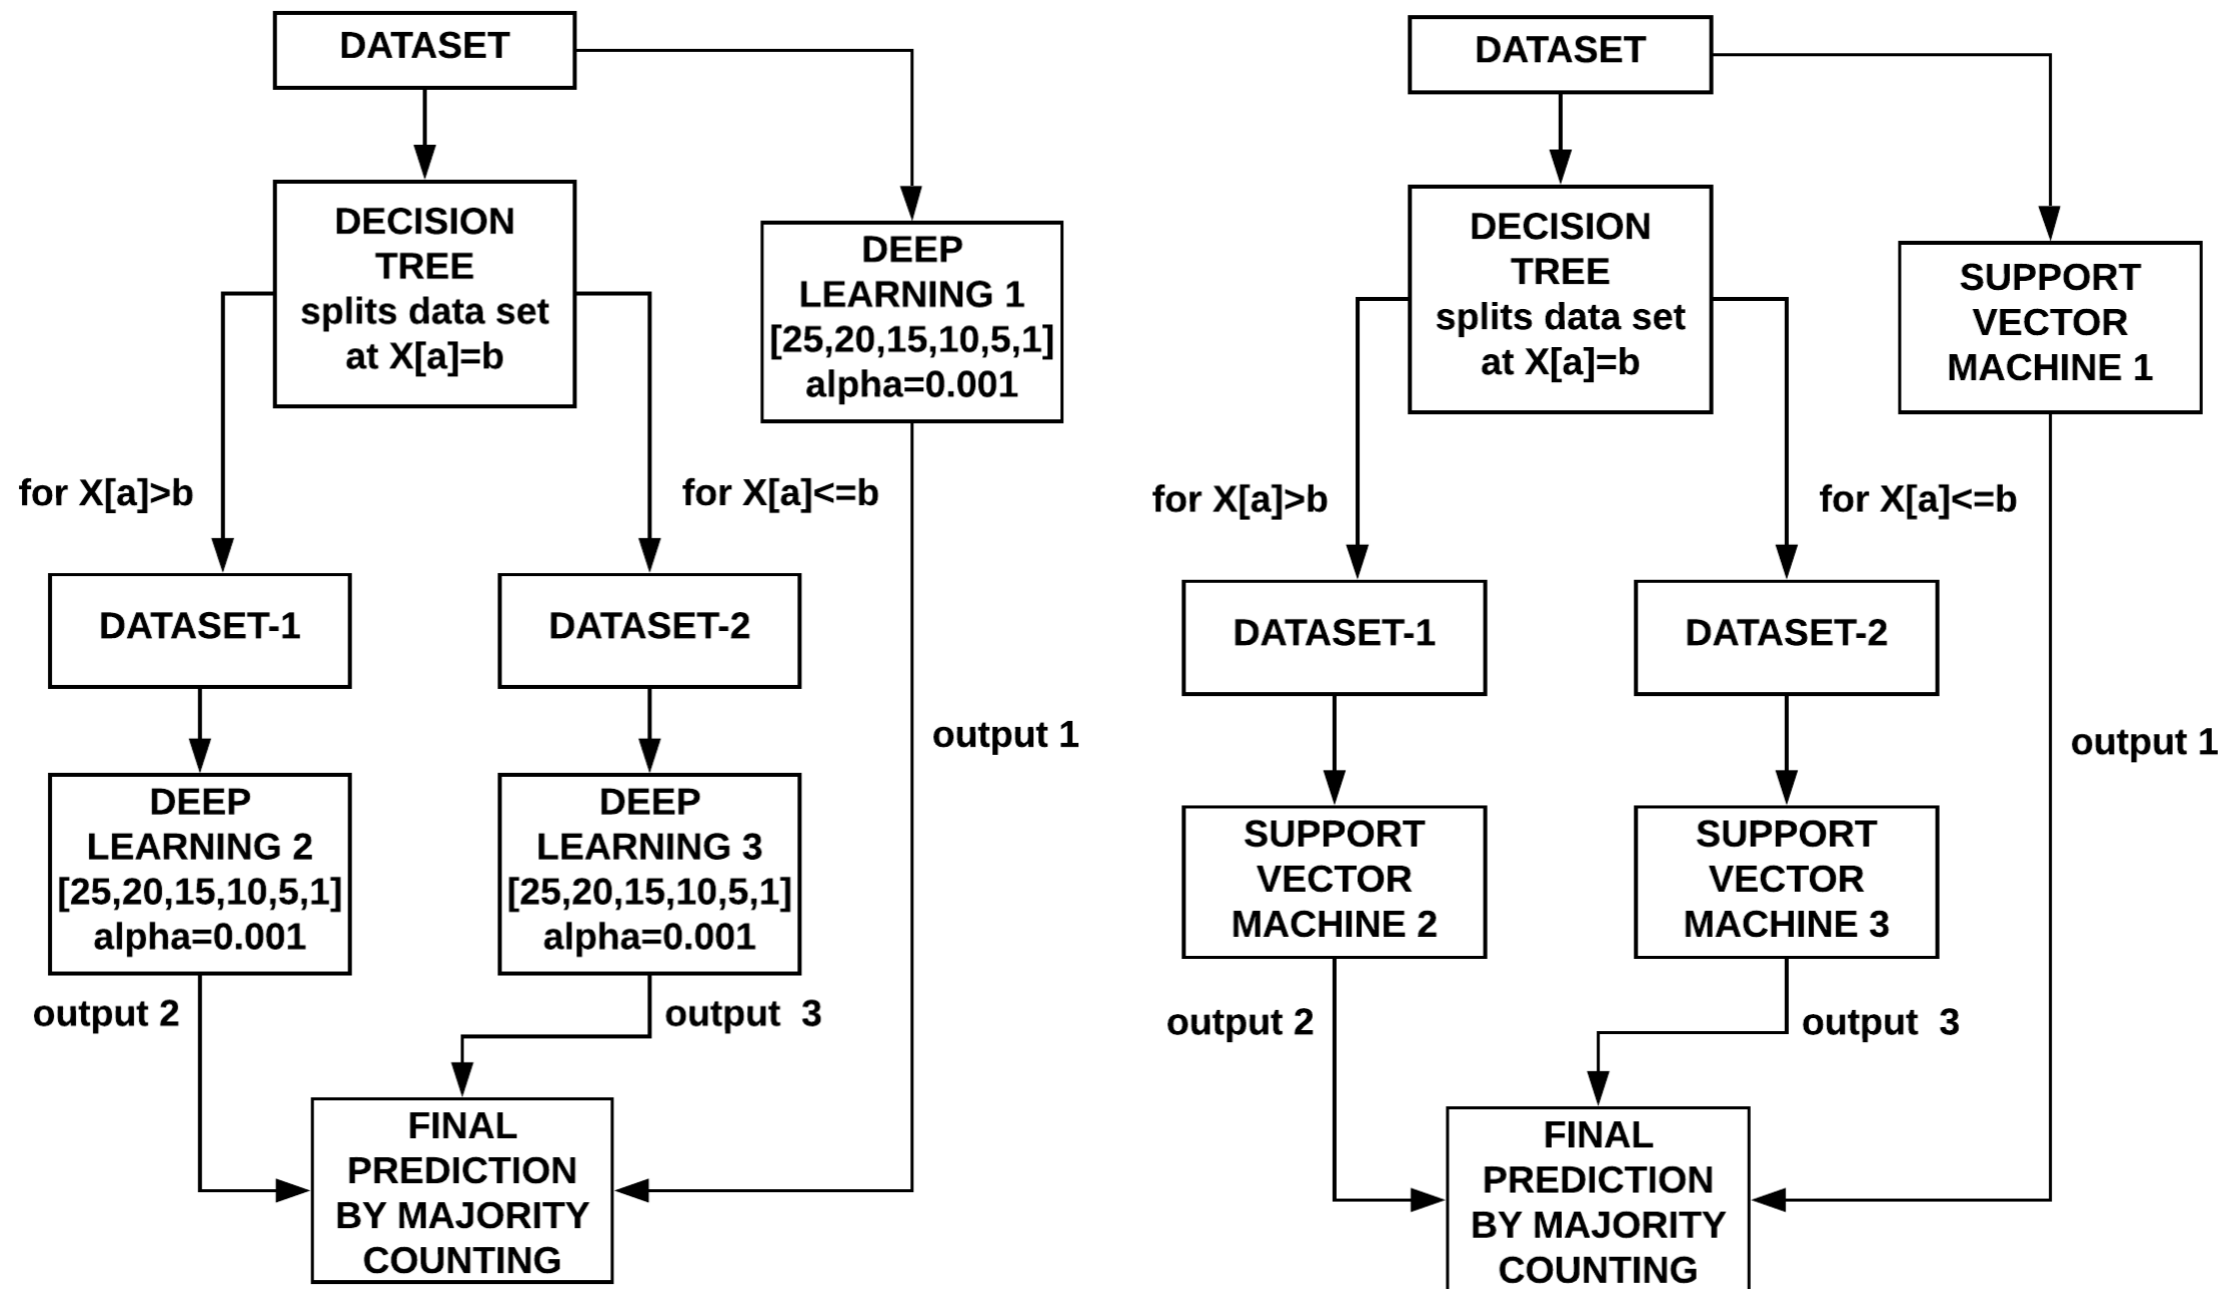 DATASET
DECISION
TREE
splits data set
at X[a]=b
DEEP
LEARNING 1
[25,20,15,10,5,1]
alpha=0.001
for X[a]>b
for X[a]<=b
DATASET-1
DATASET-2
output 1
DEEP
LEARNING 2
[25,20,15,10,5,1]
alpha=0.001
DEEP
LEARNING 3
[25,20,15,10,5,1]
alpha=0.001
output 2
output 3
FINAL
PREDICTION
BY MAJORITY
COUNTING
DATASET
DECISION
TREE
splits data set
at X[a]=b
SUPPORT
VECTOR
MACHINE 1
for X[a]>b
for X[a]<=b
DATASET-1
DATASET-2
output 1
SUPPORT
VECTOR
MACHINE 2
SUPPORT
VECTOR
MACHINE 3
output 2
output 3
FINAL
PREDICTION
BY MAJORITY
COUNTING